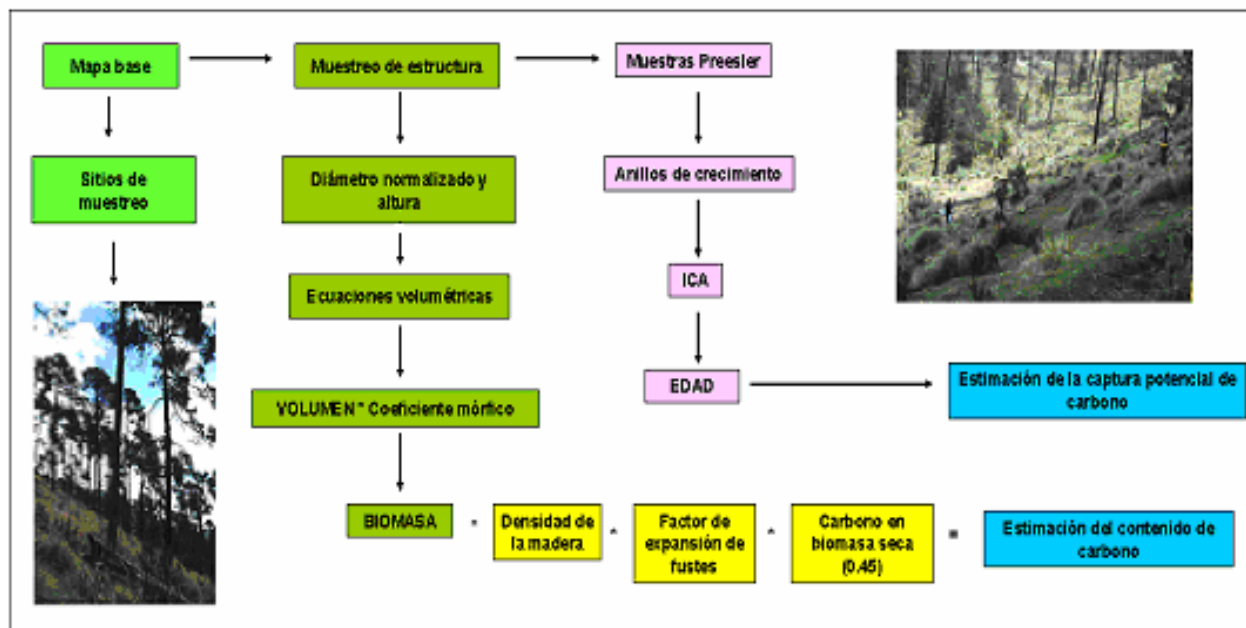 Mapa base
Muestreo de estructura
Muestras Preesler
Sitios de
muestreo
Diámetro normalizado y
altura
Anillos de crecimiento
Ecuaciones volumétricas
ICA
EDAD
Estimación de la captura potencial de
carbono
VOLUMEN * Coeficiente mórfico
BIOMASA * Densidad de
la madera * Factor de
expansión de
fustes * Carbono en
biomasa seca
(0.45) = Estimación del contenido de
carbono